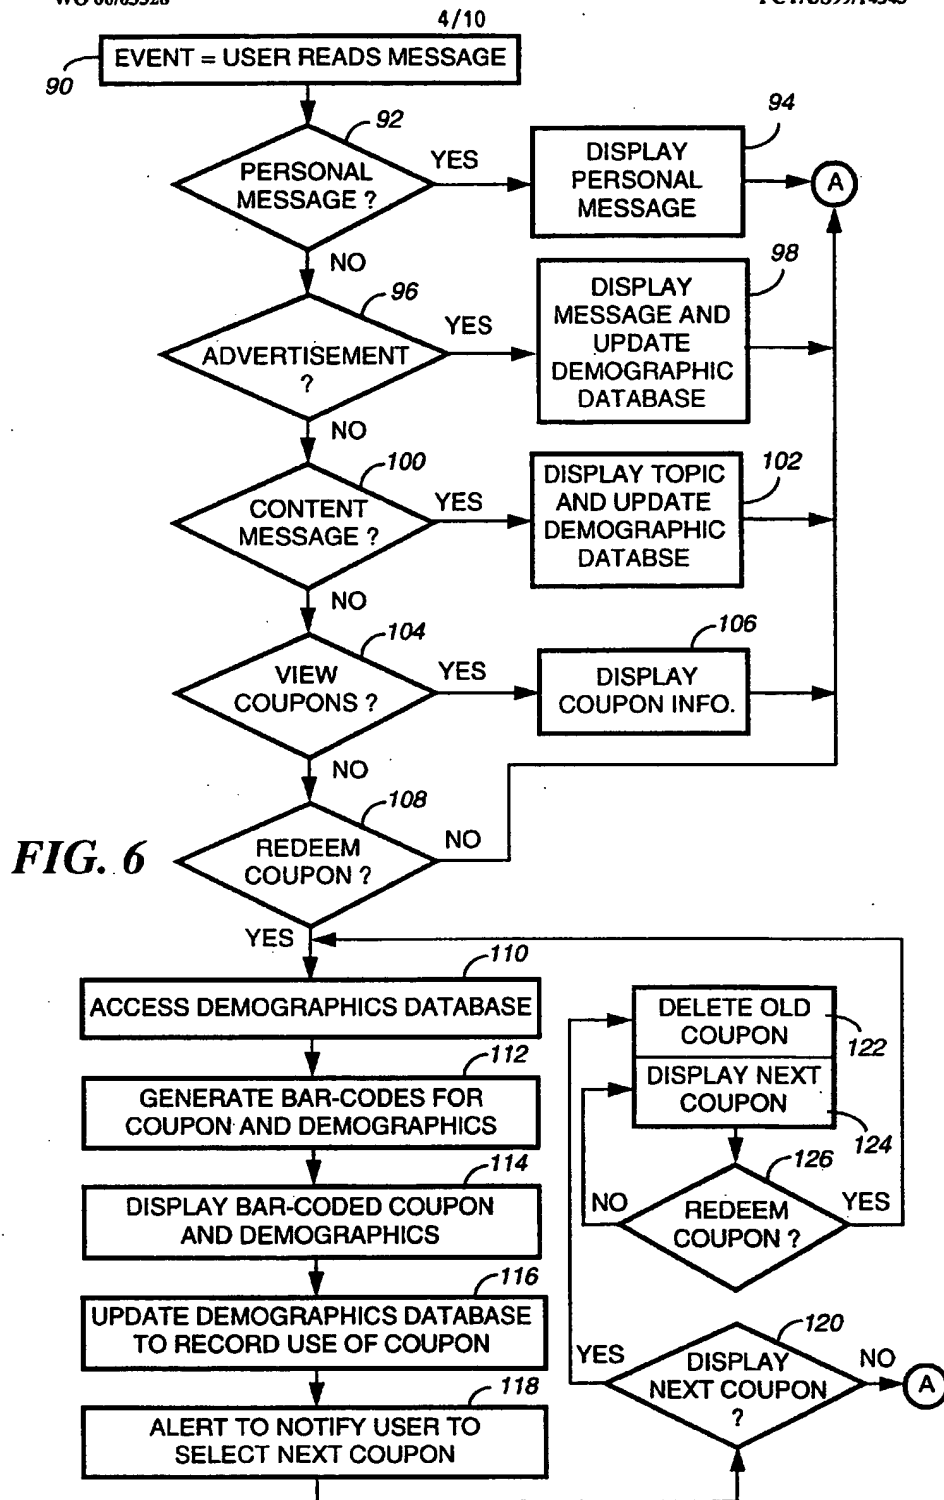 4/10
EVENT = USER READS MESSAGE
90
92
PERSONAL
MESSAGE ?
YES
94
DISPLAY
PERSONAL
MESSAGE
A
NO
96
ADVERTISEMENT
?
YES
98
DISPLAY
MESSAGE AND
UPDATE
DEMOGRAPHIC
DATABASE
NO
100
CONTENT
MESSAGE ?
YES
102
DISPLAY TOPIC
AND UPDATE
DEMOGRAPHIC
DATABSE
NO
104
VIEW
COUPONS ?
YES
106
DISPLAY
COUPON INFO.
NO
108
REDEEM
COUPON ?
NO
FIG. 6
YES
110
ACCESS DEMOGRAPHICS DATABASE
112
GENERATE BAR-CODES FOR
COUPON AND DEMOGRAPHICS
114
DISPLAY BAR-CODED COUPON
AND DEMOGRAPHICS
116
UPDATE DEMOGRAPHICS DATABASE
TO RECORD USE OF COUPON
118
ALERT TO NOTIFY USER TO
SELECT NEXT COUPON
DELETE OLD
COUPON
122
DISPLAY NEXT
COUPON
124
126
NO
REDEEM
COUPON ?
YES
120
YES
DISPLAY
NEXT COUPON
?
NO
A